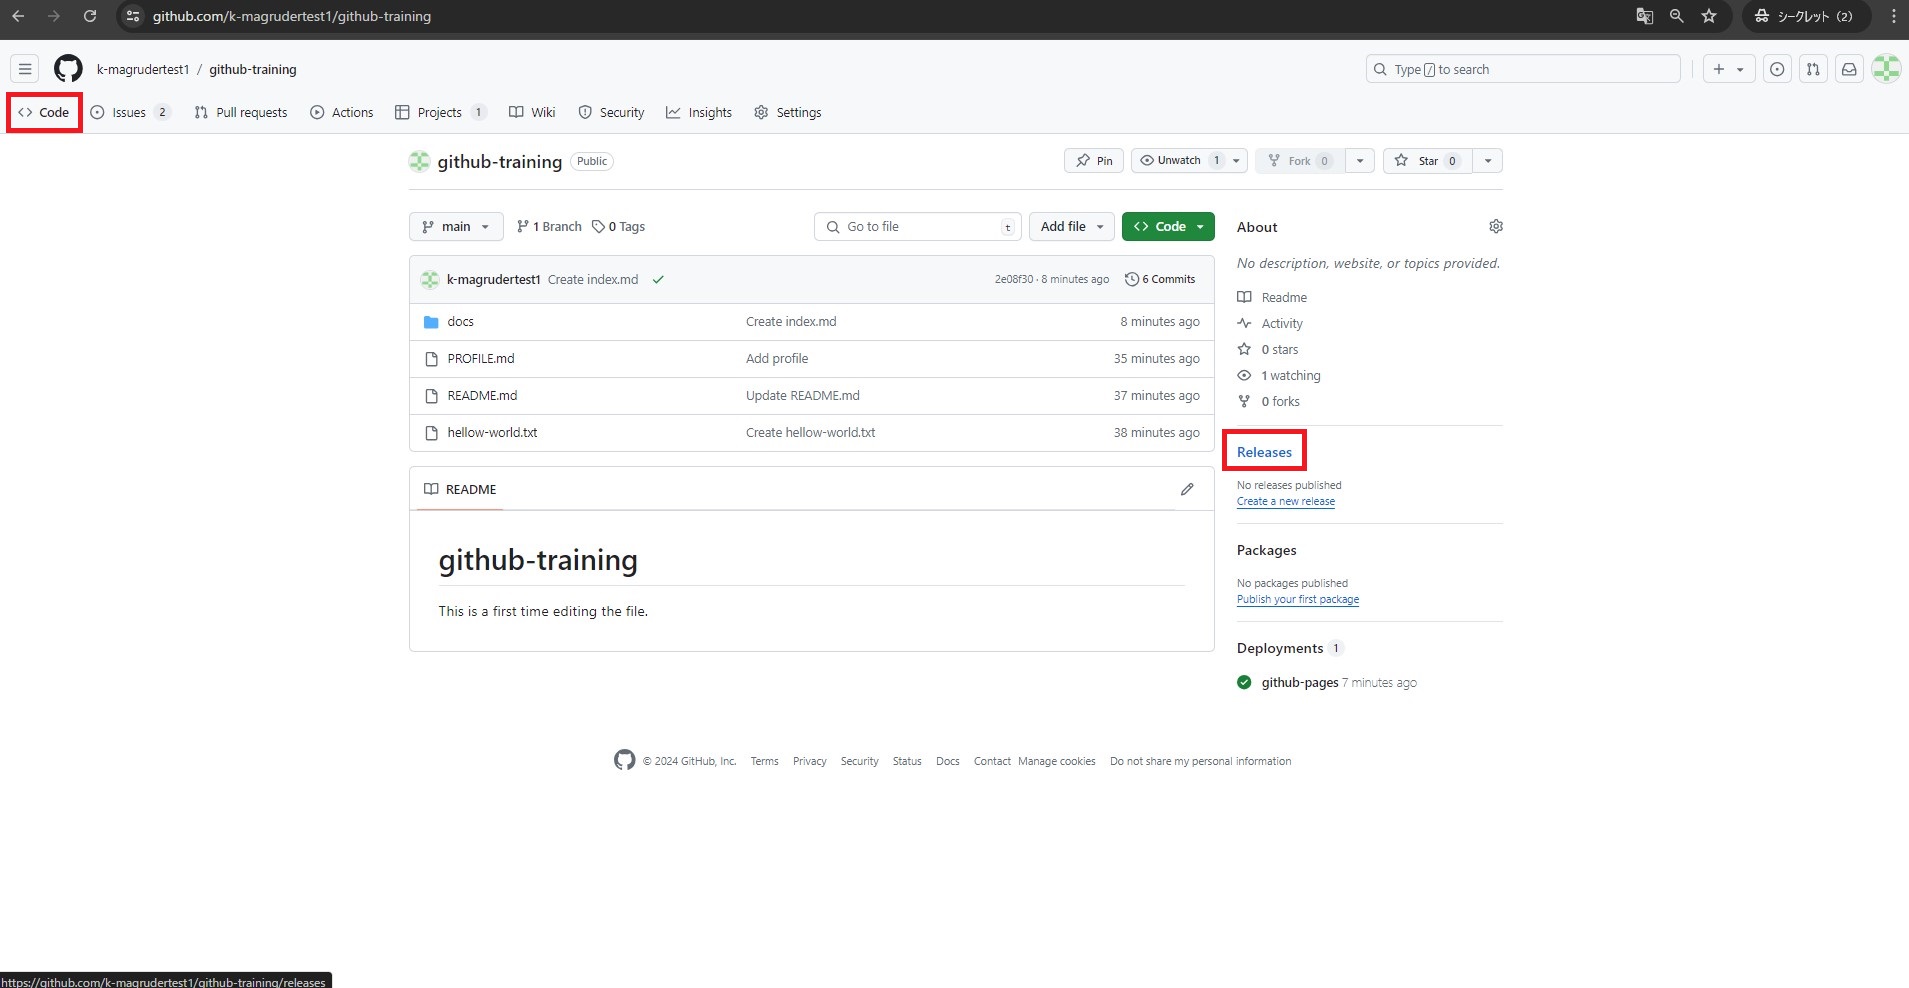 github.com/k-magrudertest1/github-training
シークレット (2)
k-magrudertest1 / github-training
Type / to search
Code
Issues 2
Pull requests
Actions
Projects 1
Wiki
Security
Insights
Settings
github-training Public
Pin
Unwatch 1
Fork 0
Star 0
main
1 Branch
0 Tags
Go to file t
Add file
Code
k-magrudertest1 Create index.md
2e08f30 · 8 minutes ago
6 Commits
docs Create index.md 8 minutes ago
PROFILE.md Add profile 35 minutes ago
README.md Update README.md 37 minutes ago
hellow-world.txt Create hellow-world.txt 38 minutes ago
README
github-training
This is a first time editing the file.
About
No description, website, or topics provided.
Readme
Activity
0 stars
1 watching
0 forks
Releases
No releases published
Create a new release
Packages
No packages published
Publish your first package
Deployments 1
github-pages 7 minutes ago
© 2024 GitHub, Inc. Terms Privacy Security Status Docs Contact Manage cookies Do not share my personal information
https://github.com/k-magrudertest1/github-training/releases